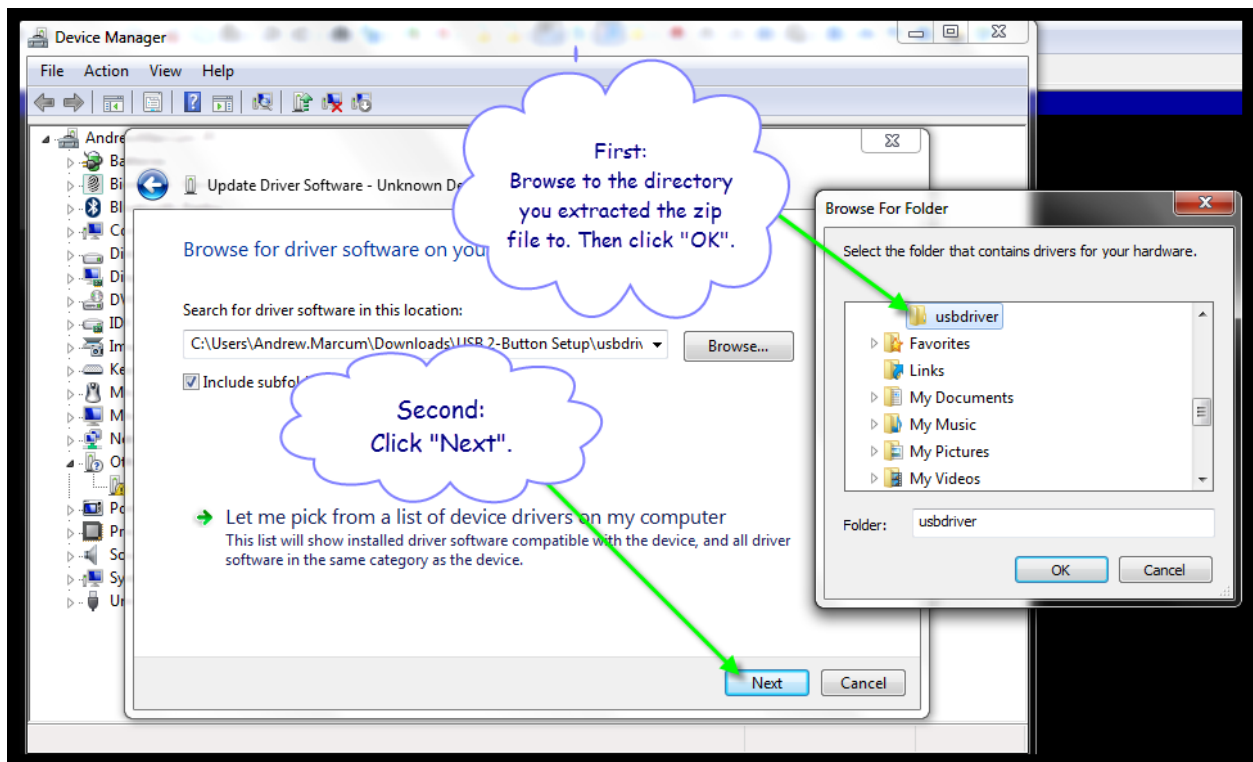 Device Manager
File Action View Help
First:
Browse to the directory
you extracted the zip
file to. Then click "OK".
Update Driver Software - Unknown
Browse for driver software on
Search for driver software in this location:
C:\Users\Andrew.Marcum\Downloads\USB 2-Button Setup\usbdriv
Browse...
Include
Second:
Click "Next".
Let me pick from a list of device drivers on my computer
This list will show installed driver software compatible with the device, and all driver
software in the same category as the device.
Next Cancel
Browse For Folder
Select the folder that contains drivers for your hardware.
usbdriver
Favorites
Links
My Documents
My Music
My Pictures
My Videos
Folder: usbdriver
OK Cancel